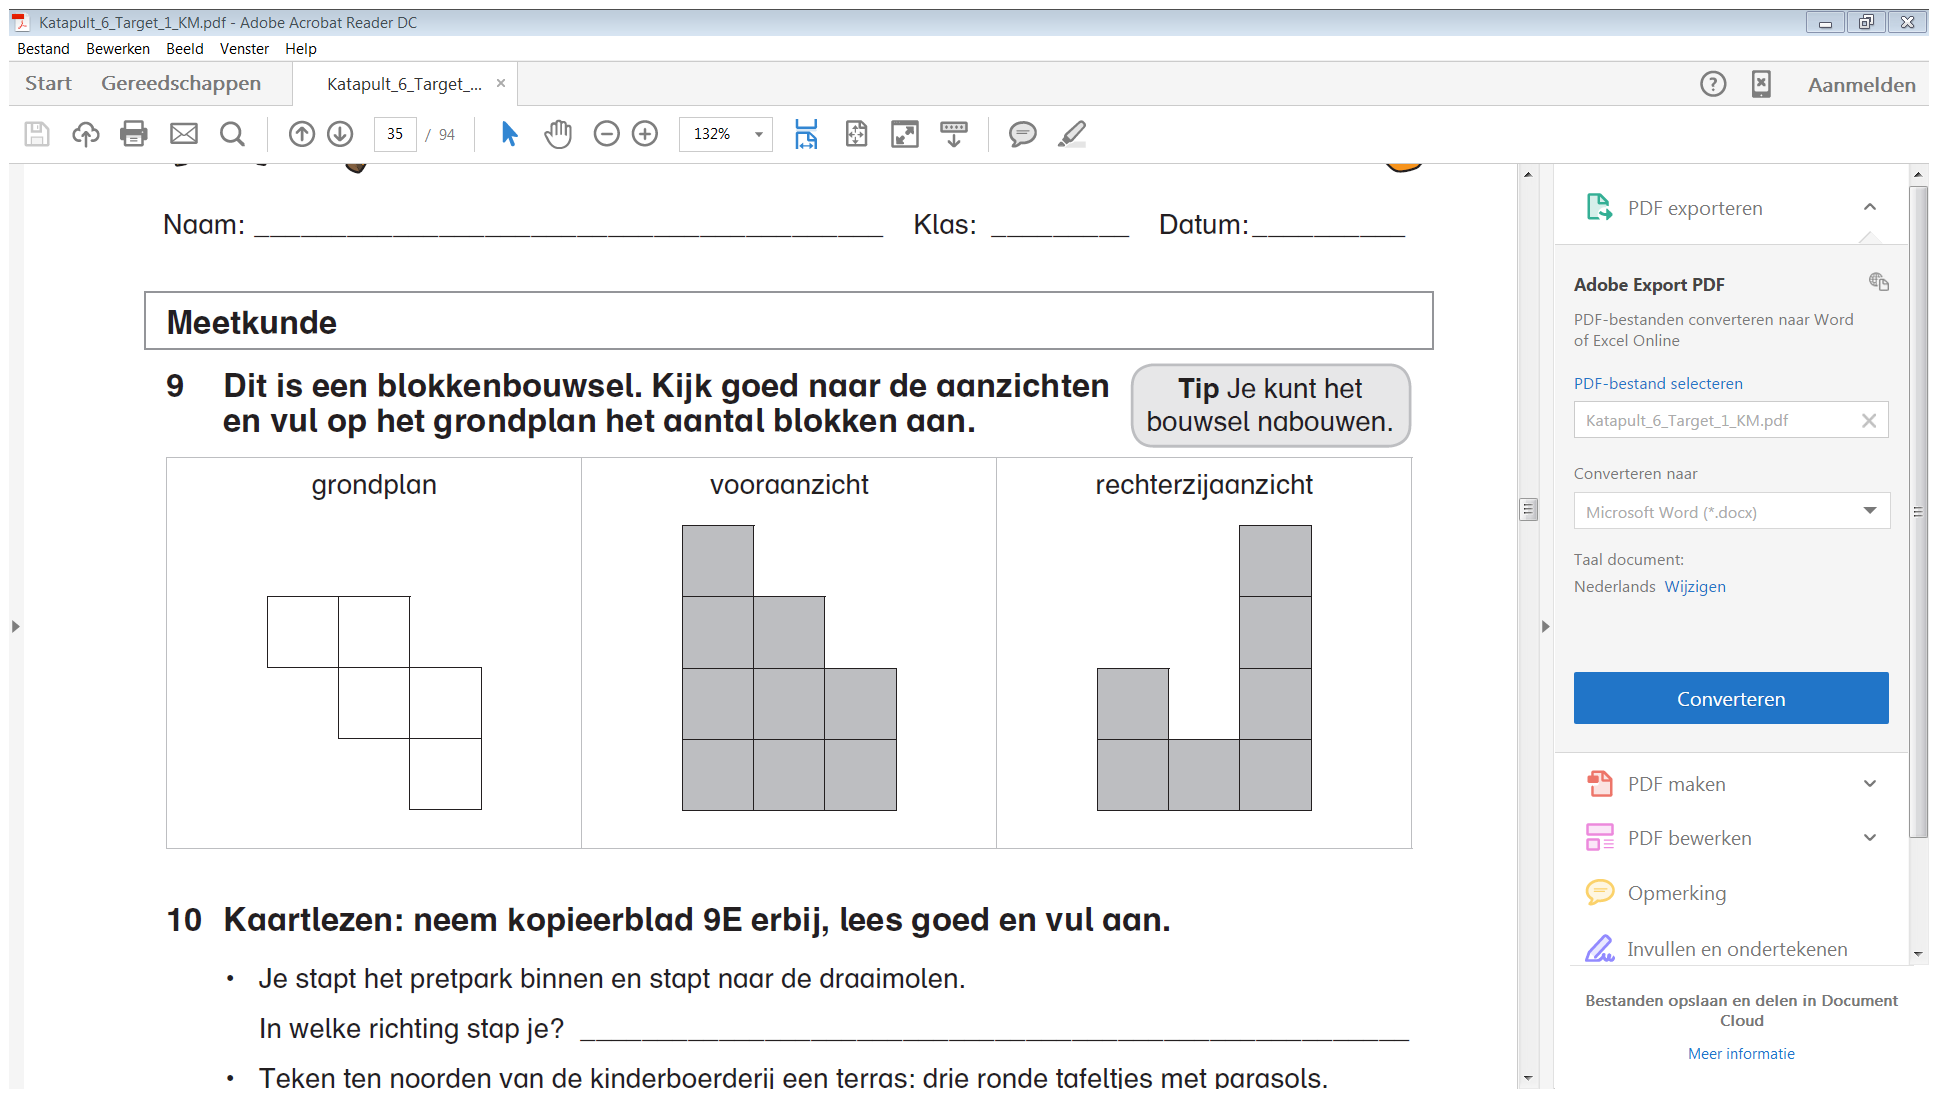 Katapult_6_Target_1_KM.pdf - Adobe Acrobat Reader DC
Bestand Bewerken Beeld Venster Help
Start Gereedschappen Katapult_6_Target_... × Aanmelden
35 / 94 132%
Naam: Klas: Datum:
Meetkunde
9 Dit is een blokkenbouwsel. Kijk goed naar de aanzichten
en vul op het grondplan het aantal blokken aan.
Tip Je kunt het
bouwsel nabouwen.
grondplan vooraanzicht rechterzijaanzicht
10 Kaartlezen: neem kopieerblad 9E erbij, lees goed en vul aan.
• Je stapt het pretpark binnen en stapt naar de draaimolen.
In welke richting stap je?
• Teken ten noorden van de kinderboerderij een terras: drie ronde tafeltjes met parasols.
PDF exporteren
Adobe Export PDF
PDF-bestanden converteren naar Word
of Excel Online
PDF-bestand selecteren
Katapult_6_Target_1_KM.pdf
Converteren naar
Microsoft Word (*.docx)
Taal document:
Nederlands Wijzigen
Converteren
PDF maken
PDF bewerken
Opmerking
Invullen en ondertekenen
Bestanden opslaan en delen in Document
Cloud
Meer informatie